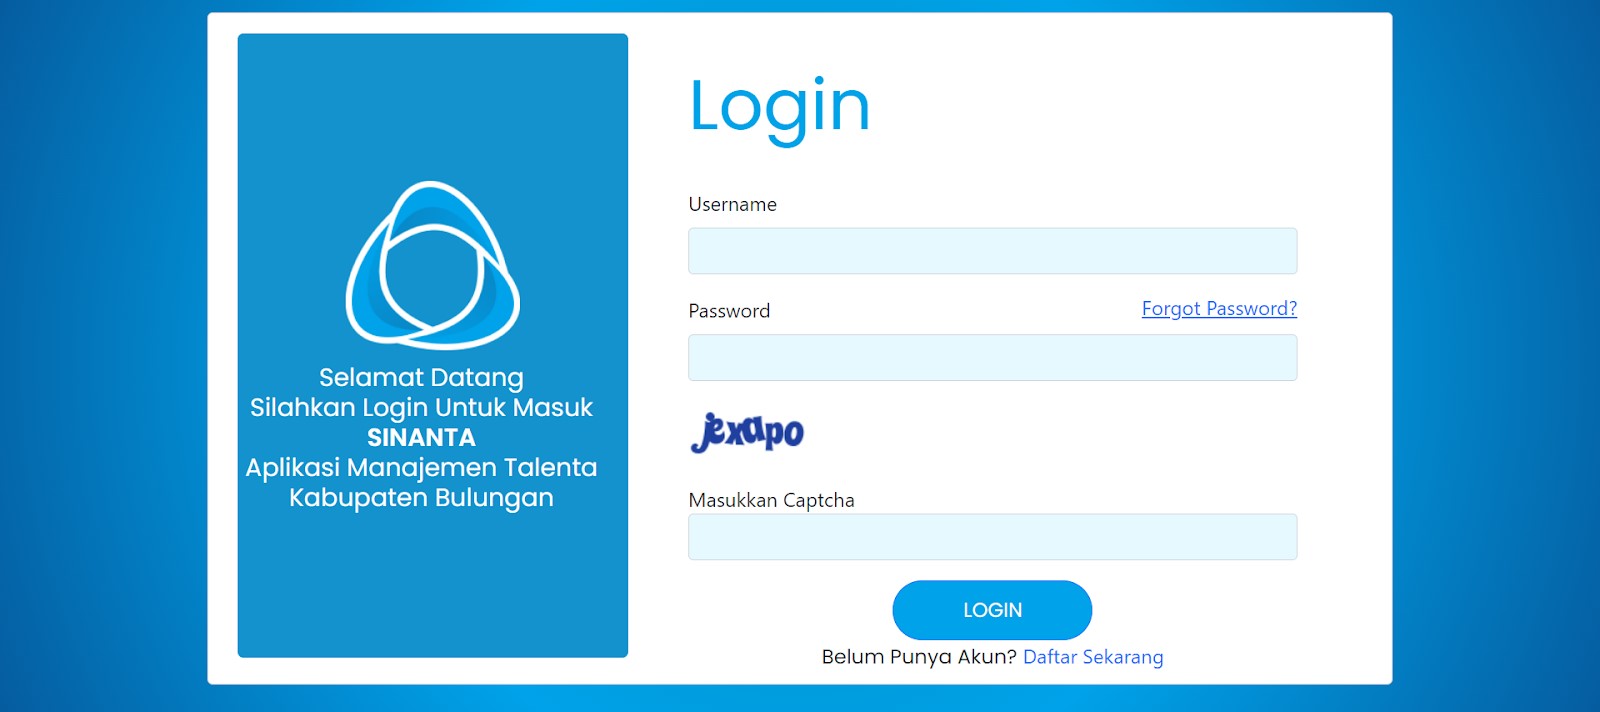 Selamat Datang
Silahkan Login Untuk Masuk
SINANTA
Aplikasi Manajemen Talenta
Kabupaten Bulungan
Login
Username
Password
Forgot Password?
jexapo
Masukkan Captcha
LOGIN
Belum Punya Akun? Daftar Sekarang